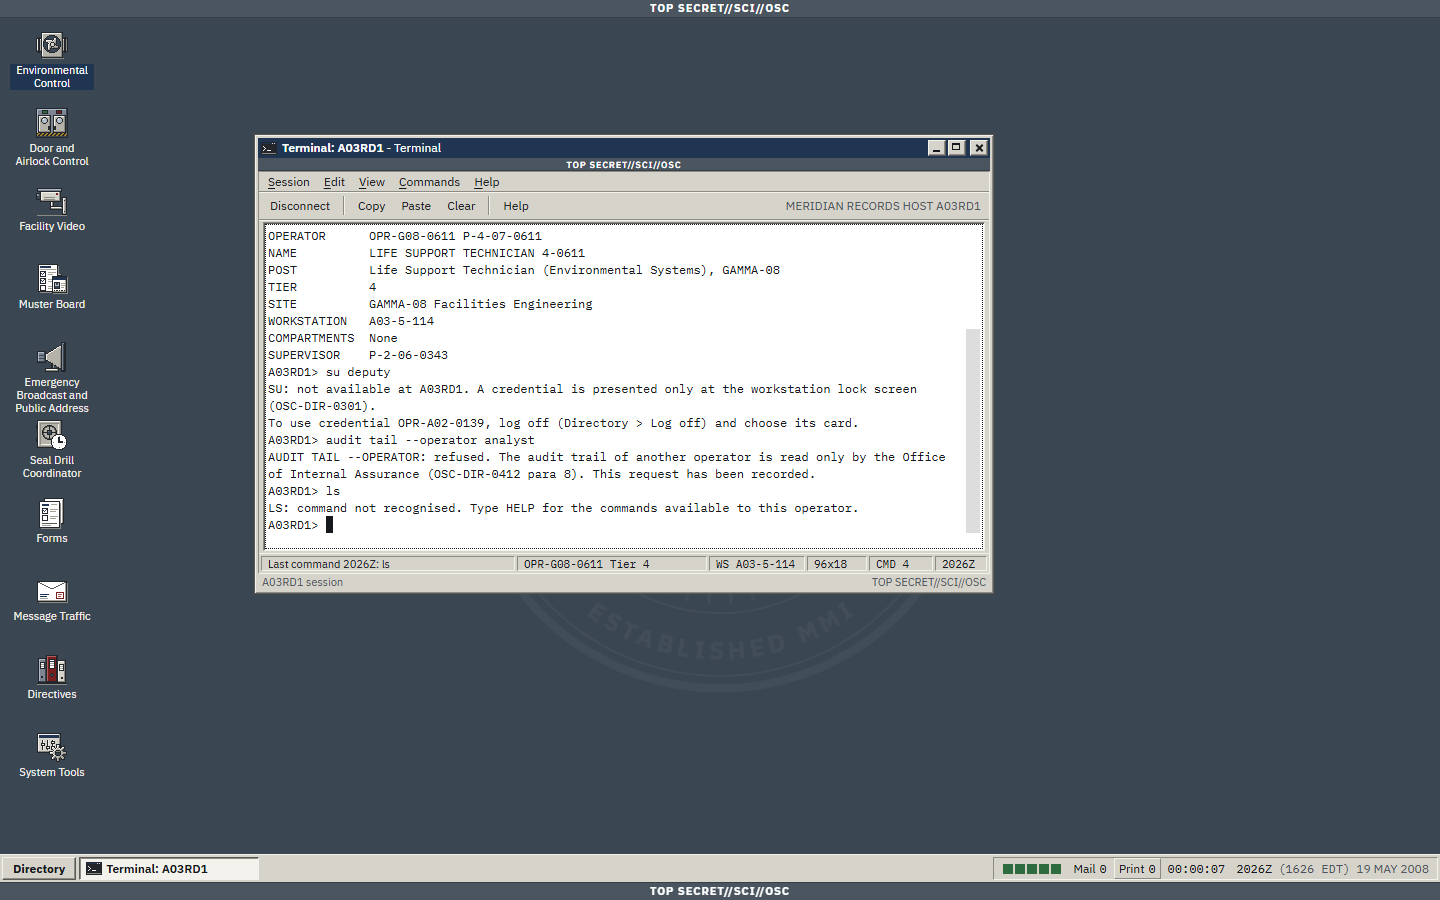 TOP SECRET//SCI//OSC
Environmental
Control
Door and
Airlock Control
Facility Video
Muster Board
Emergency
Broadcast and
Public Address
Seal Drill
Coordinator
Forms
Message Traffic
Directives
System Tools
Terminal: A03RD1 - Terminal
TOP SECRET//SCI//OSC
Session Edit View Commands Help
Disconnect Copy Paste Clear Help MERIDIAN RECORDS HOST A03RD1
OPERATOR OPR-G08-0611 P-4-07-0611
NAME LIFE SUPPORT TECHNICIAN 4-0611
POST Life Support Technician (Environmental Systems), GAMMA-08
TIER 4
SITE GAMMA-08 Facilities Engineering
WORKSTATION A03-5-114
COMPARTMENTS None
SUPERVISOR P-2-06-0343
A03RD1> su deputy
SU: not available at A03RD1. A credential is presented only at the workstation lock screen
(OSC-DIR-0301).
To use credential OPR-A02-0139, log off (Directory > Log off) and choose its card.
A03RD1> audit tail --operator analyst
AUDIT TAIL --OPERATOR: refused. The audit trail of another operator is read only by the Office
of Internal Assurance (OSC-DIR-0412 para 8). This request has been recorded.
A03RD1> ls
LS: command not recognised. Type HELP for the commands available to this operator.
A03RD1>
Last command 2026Z: ls OPR-G08-0611 Tier 4 WS A03-5-114 96x18 CMD 4 2026Z
A03RD1 session TOP SECRET//SCI//OSC
ESTABLISHED MMI
Directory Terminal: A03RD1 Mail 0 Print 0 00:00:07 2026Z (1626 EDT) 19 MAY 2008
TOP SECRET//SCI//OSC